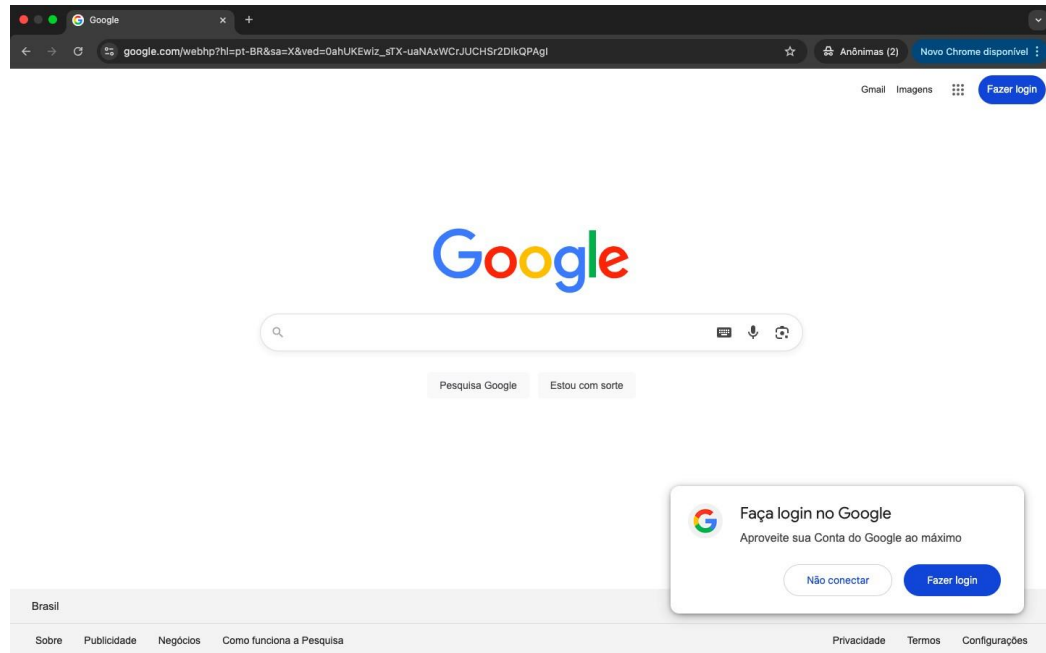 Google
google.com/webhp?hl=pt-BR&sa=X&ved=0ahUKEwiz_sTX-uaNAxWCrJUCHSr2DIkQPAgI
Anônimas (2)
Novo Chrome disponível
Gmail Imagens Fazer login
Google
Pesquisa Google Estou com sorte
Faça login no Google
Aproveite sua Conta do Google ao máximo
Não conectar Fazer login
Brasil
Sobre Publicidade Negócios Como funciona a Pesquisa Privacidade Termos Configurações